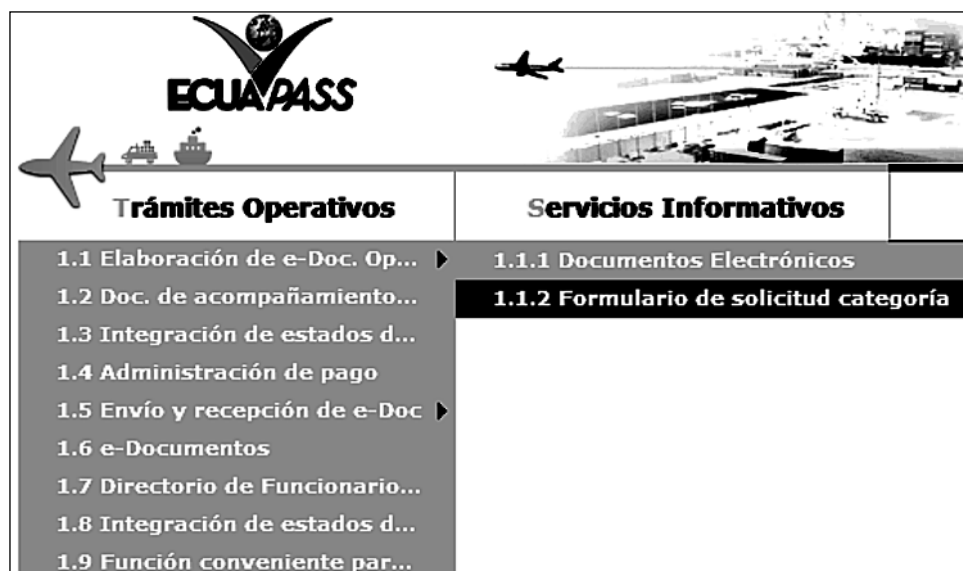 ECUAPASS
Trámites Operativos
Servicios Informativos
1.1 Elaboración de e-Doc. Op...
1.2 Doc. de acompañamiento...
1.3 Integración de estados d...
1.4 Administración de pago
1.5 Envío y recepción de e-Doc
1.6 e-Documentos
1.7 Directorio de Funcionario...
1.8 Integración de estados d...
1.9 Función conveniente par...
1.1.1 Documentos Electrónicos
1.1.2 Formulario de solicitud categoría